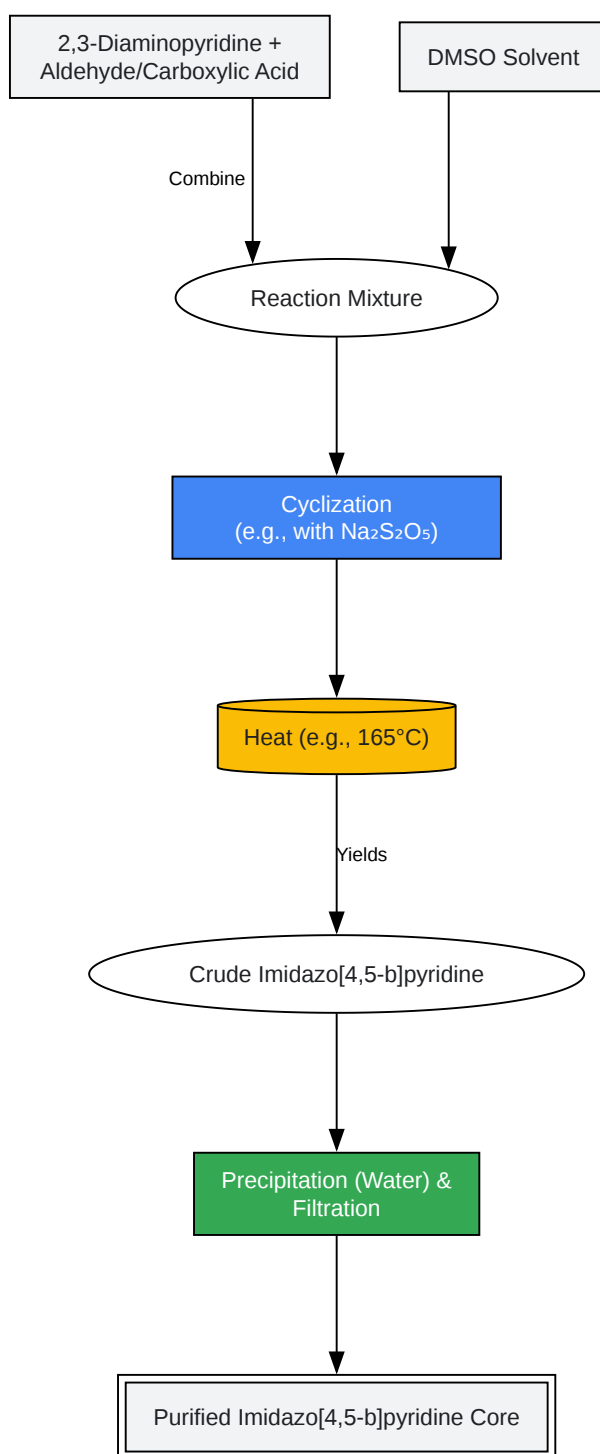 2,3-Diaminopyridine +
Aldehyde/Carboxylic Acid
DMSO Solvent
Combine
Reaction Mixture
Cyclization
(e.g., with Na₂S₂O₅)
Heat (e.g., 165°C)
Yields
Crude Imidazo[4,5-b]pyridine
Precipitation (Water) &
Filtration
Purified Imidazo[4,5-b]pyridine Core